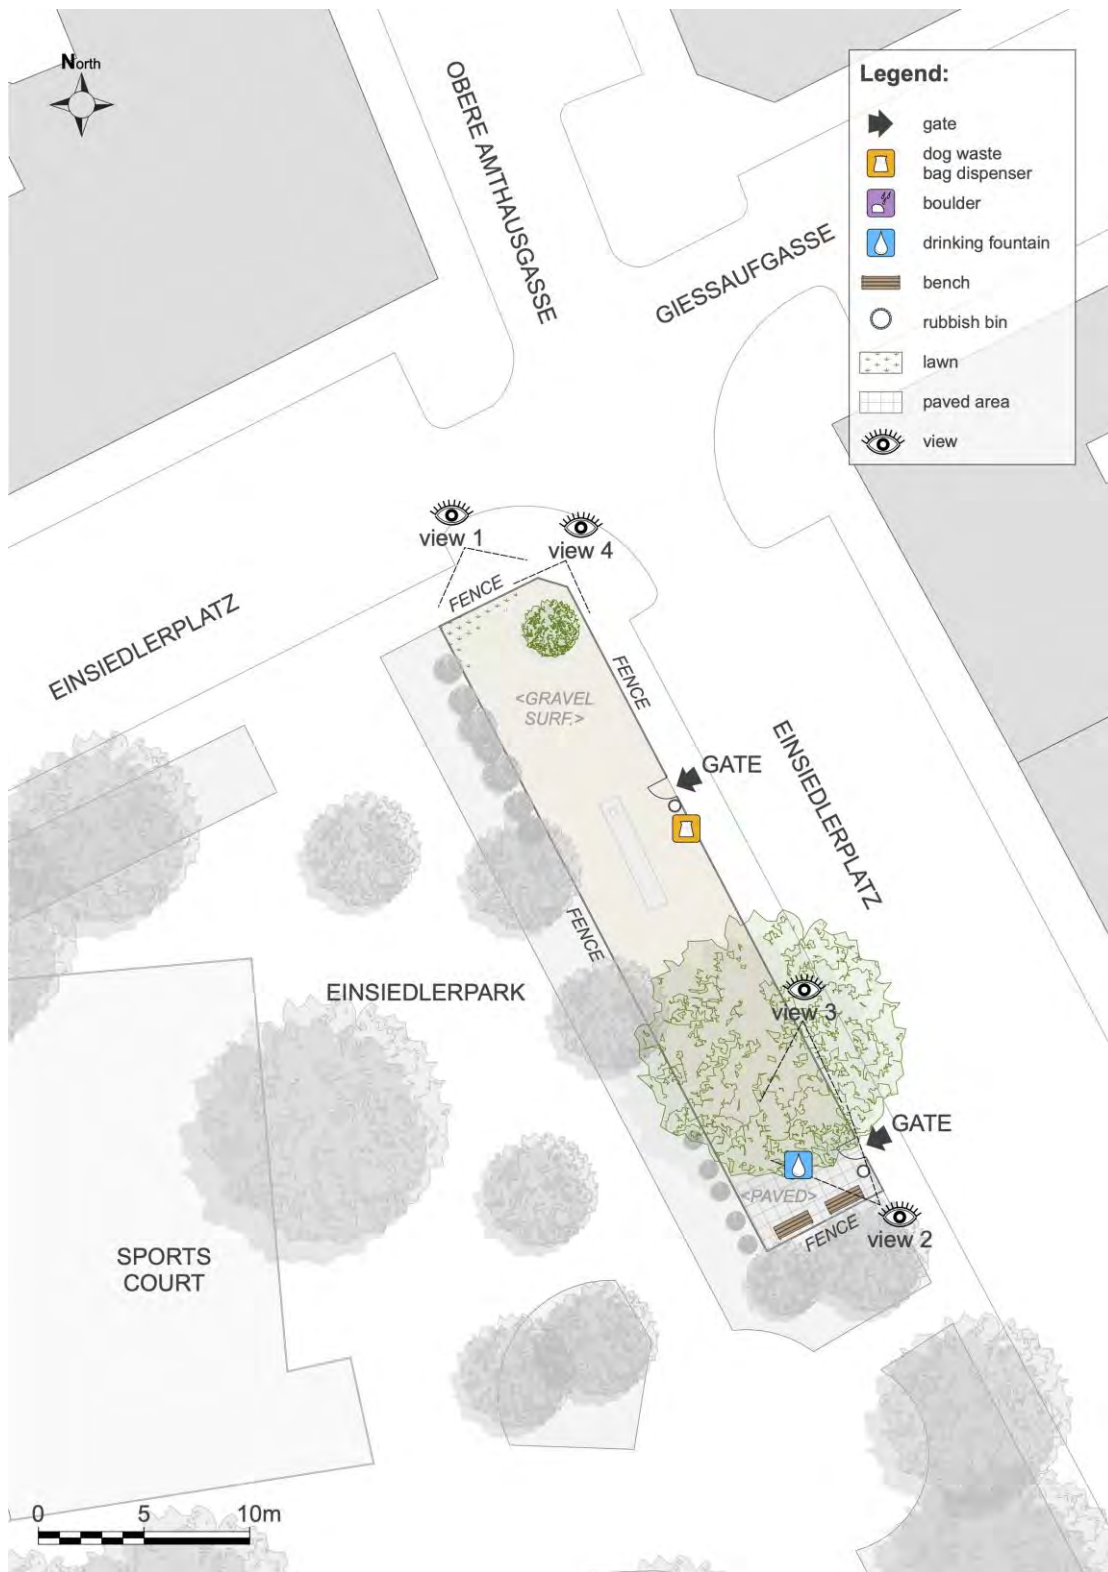 North
OBERE AMTHAUSGASSE
GIESSAUFGASSE
Legend:
gate
dog waste
bag dispenser
boulder
drinking fountain
bench
rubbish bin
lawn
paved area
view
view 1
view 4
FENCE
EINSIEDLERPLATZ
FENCE
<GRAVEL
SURF.>
GATE
EINSIEDLERPLATZ
FENCE
EINSIEDLERPARK
view 3
GATE
<PAVED>
FENCE
view 2
SPORTS
COURT
0 5 10m